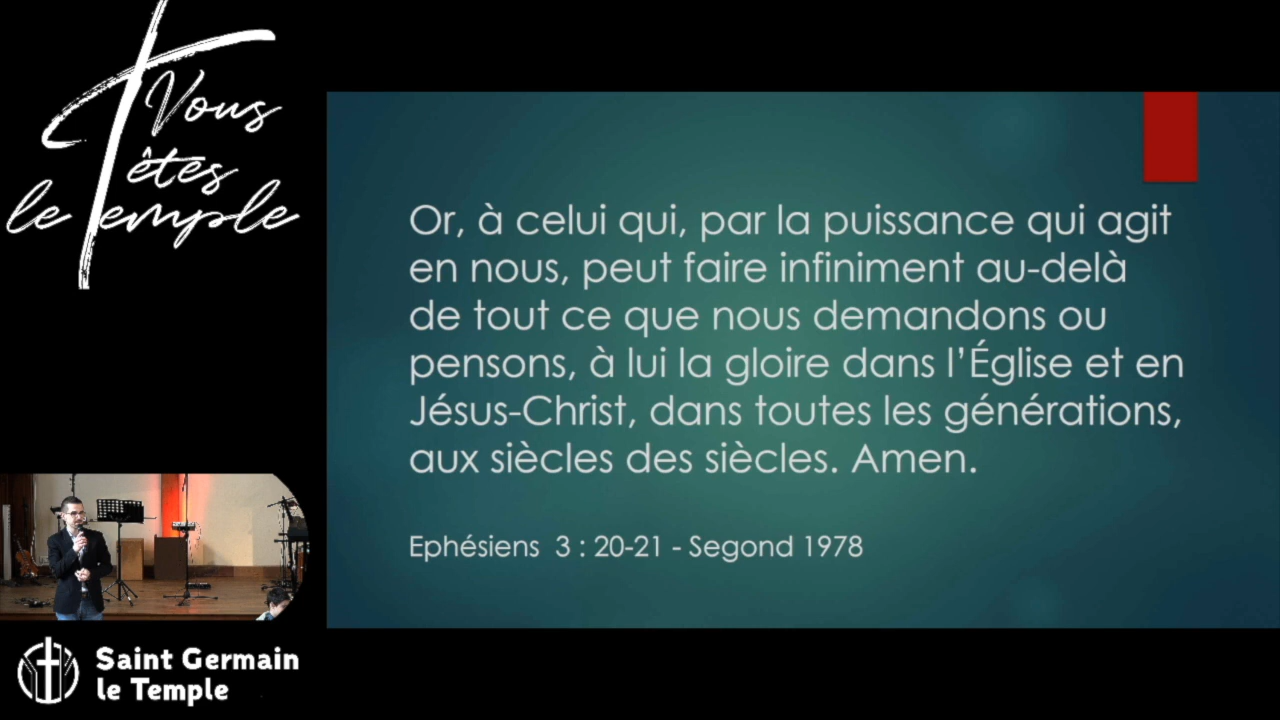 Vous
êtes
le Temple
Or, à celui qui, par la puissance qui agit
en nous, peut faire infiniment au-delà
de tout ce que nous demandons ou
pensons, à lui la gloire dans l’Église et en
Jésus-Christ, dans toutes les générations,
aux siècles des siècles. Amen.
Ephésiens 3 : 20-21 - Segond 1978
Saint Germain
le Temple